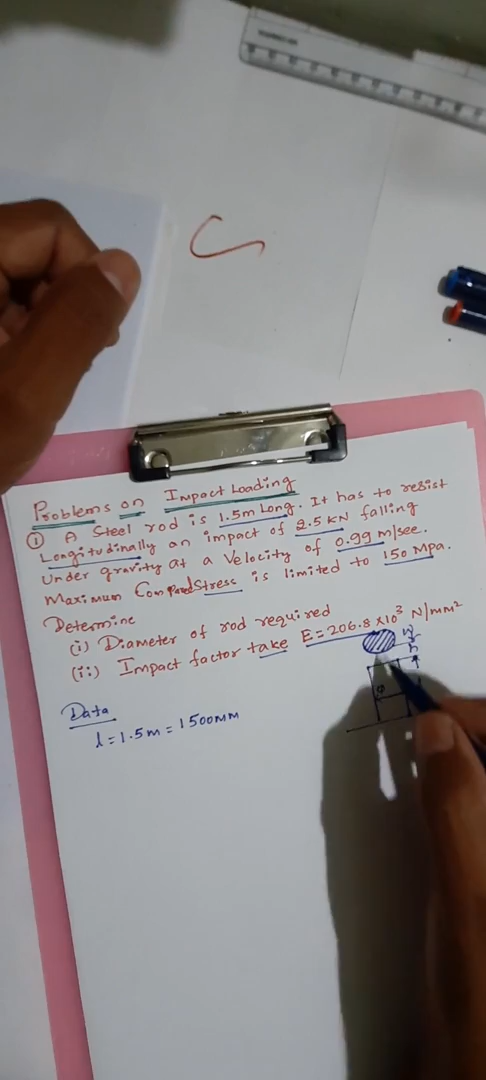 Problems on Impact Loading
① A Steel rod is 1.5m Long. It has to resist
Longitudinally an impact of 2.5 KN falling
Under gravity at a Velocity of 0.99 m/sec.
Maximum Stress is limited to 150 Mpa.
Determine
(i) Diameter of rod required
(ii) Impact factor take E = 206.8 x 10³ N/mm²
W
h
Data
l = 1.5m = 1500mm